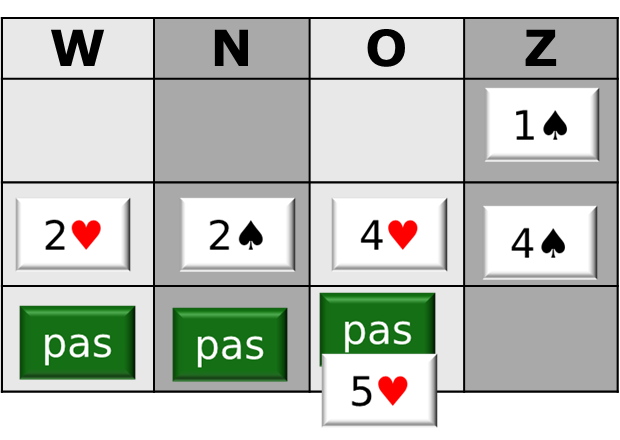 W N O Z
1♠
2♥ 2♠ 4♥ 4♠
pas pas pas
5♥